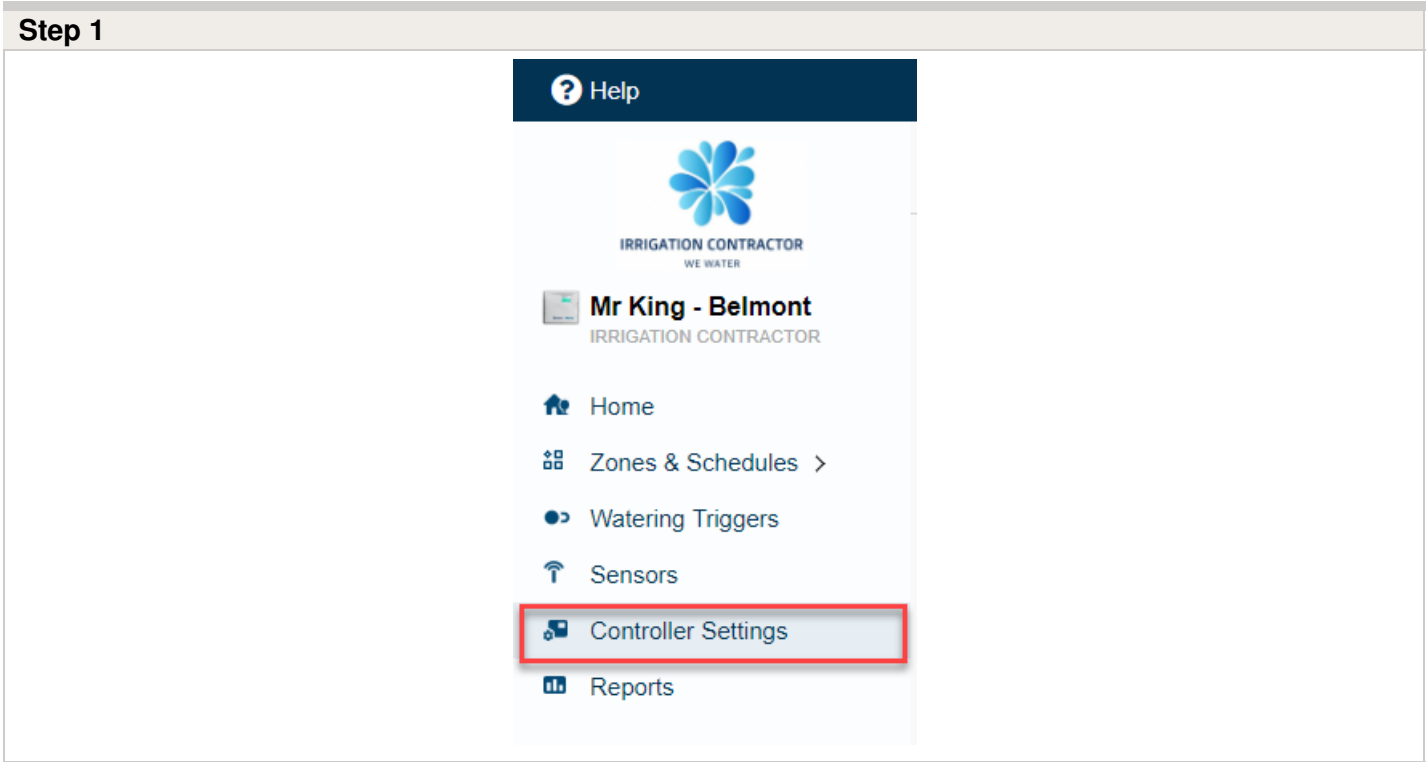 Step 1
Help
IRRIGATION CONTRACTOR
WE WATER
Mr King - Belmont
IRRIGATION CONTRACTOR
Home
Zones & Schedules >
Watering Triggers
Sensors
Controller Settings
Reports